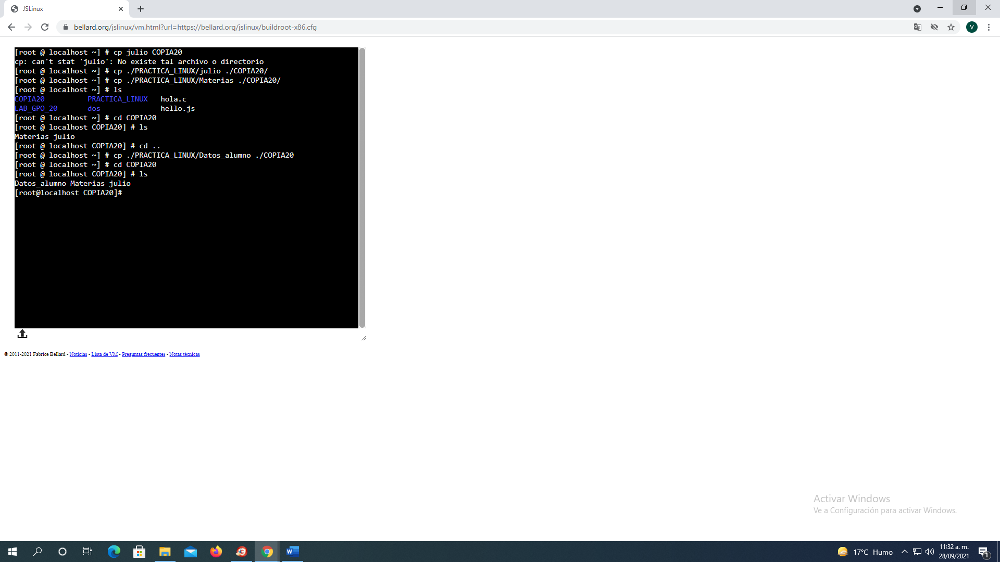 JSLinux
bellard.org/jslinux/vm.html?url=https://bellard.org/jslinux/buildroot-x86.cfg
V
[root @ localhost ~] # cp julio COPIA20
cp: can't stat 'julio': No existe tal archivo o directorio
[root @ localhost ~] # cp ./PRACTICA_LINUX/julio ./COPIA20/
[root @ localhost ~] # cp ./PRACTICA_LINUX/Materias ./COPIA20/
[root @ localhost ~] # ls
COPIA20 PRACTICA_LINUX hola.c
LAB_GPO_20 dos hello.js
[root @ localhost ~] # cd COPIA20
[root @ localhost COPIA20] # ls
Materias julio
[root @ localhost COPIA20] # cd ..
[root @ localhost ~] # cp ./PRACTICA_LINUX/Datos_alumno ./COPIA20
[root @ localhost ~] # cd COPIA20
[root @ localhost COPIA20] # ls
Datos_alumno Materias julio
[root@localhost COPIA20]#
© 2011-2021 Fabrice Bellard - Noticias - Lista de VM - Preguntas frecuentes - Notas técnicas
Activar Windows
Ve a Configuración para activar Windows.
17°C Humo
11:32 a. m.
28/09/2021
1